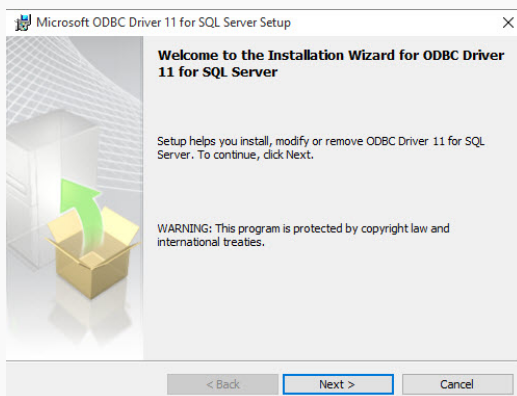 Microsoft ODBC Driver 11 for SQL Server Setup
Welcome to the Installation Wizard for ODBC Driver
11 for SQL Server
Setup helps you install, modify or remove ODBC Driver 11 for SQL
Server. To continue, click Next.
WARNING: This program is protected by copyright law and
international treaties.
< Back Next > Cancel